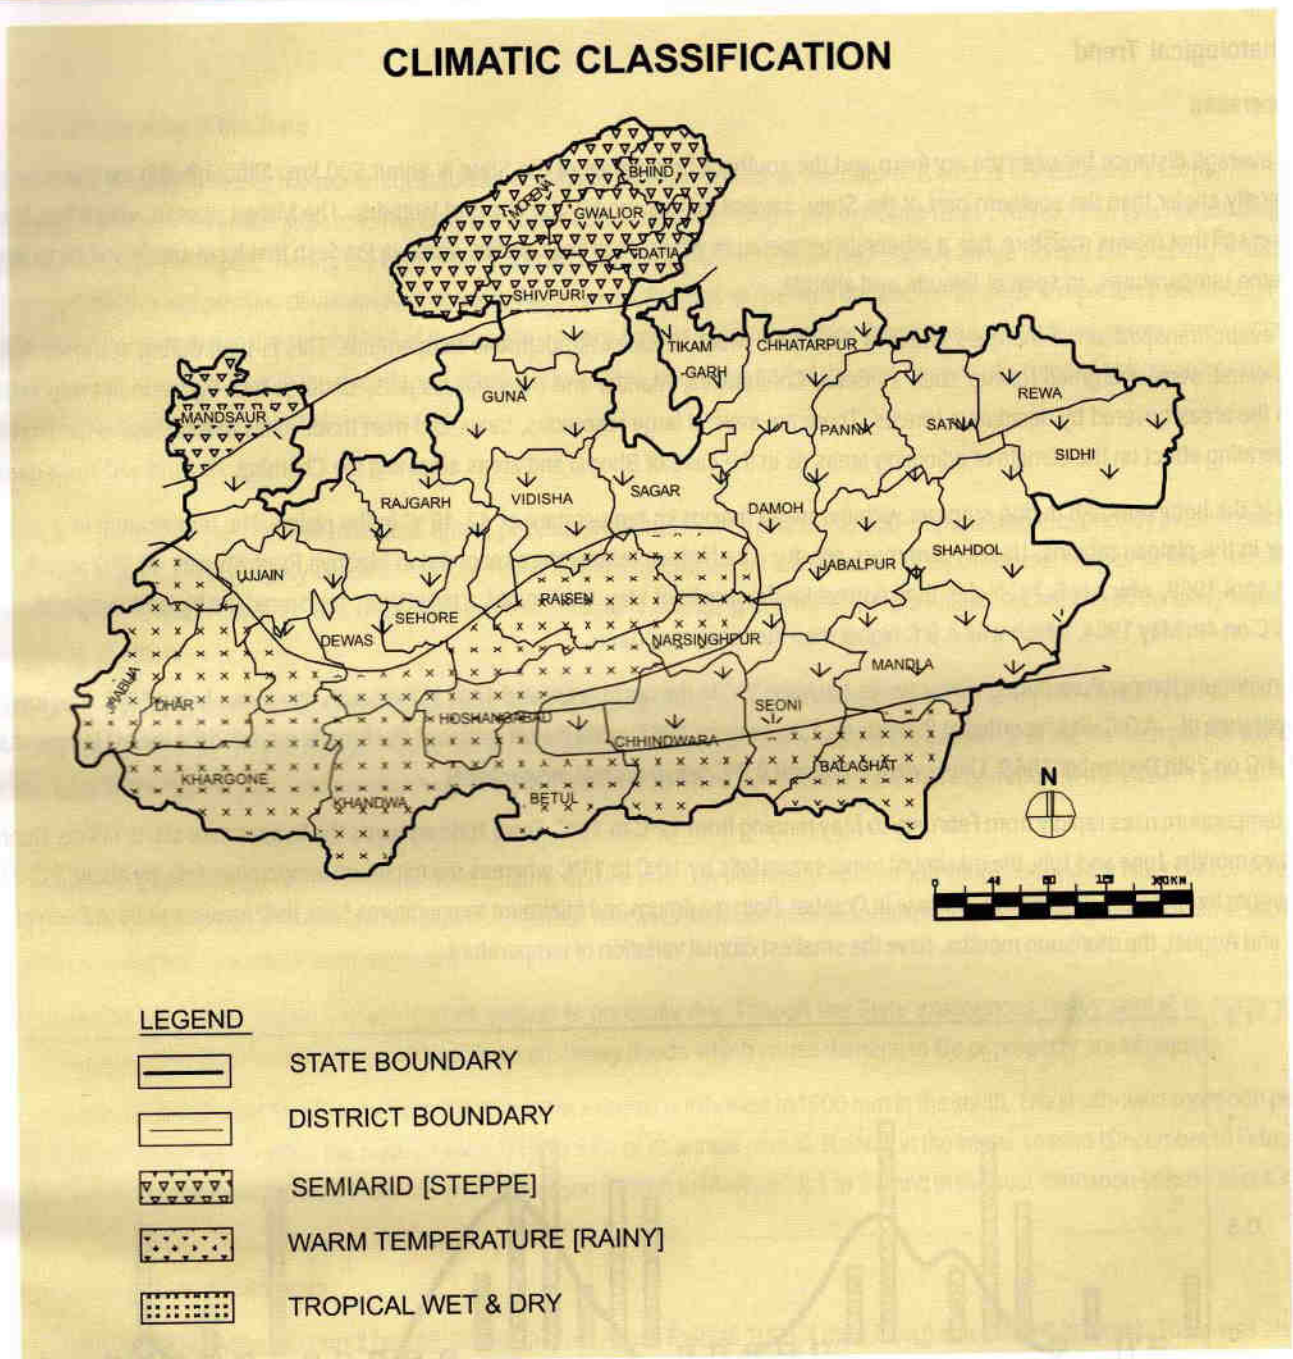 CLIMATIC CLASSIFICATION
BHIND
MORENA
GWALIOR
DATIA
SHIVPURI
TIKAM
-GARH
CHHATARPUR
GUNA
REWA
MANDSAUR
PANNA
SATNA
SIDHI
RAJGARH
VIDISHA
SAGAR
DAMOH
SHAHDOL
UJJAIN
JABALPUR
RAISEN
SEHORE
DEWAS
NARSINGHPUR
MANDLA
JHABUA
DHAR
SEONI
HOSHANGABAD
CHHINDWARA
BALAGHAT
KHARGONE
KHANDWA
BETUL
N
LEGEND
STATE BOUNDARY
DISTRICT BOUNDARY
SEMIARID [STEPPE]
WARM TEMPERATURE [RAINY]
TROPICAL WET & DRY